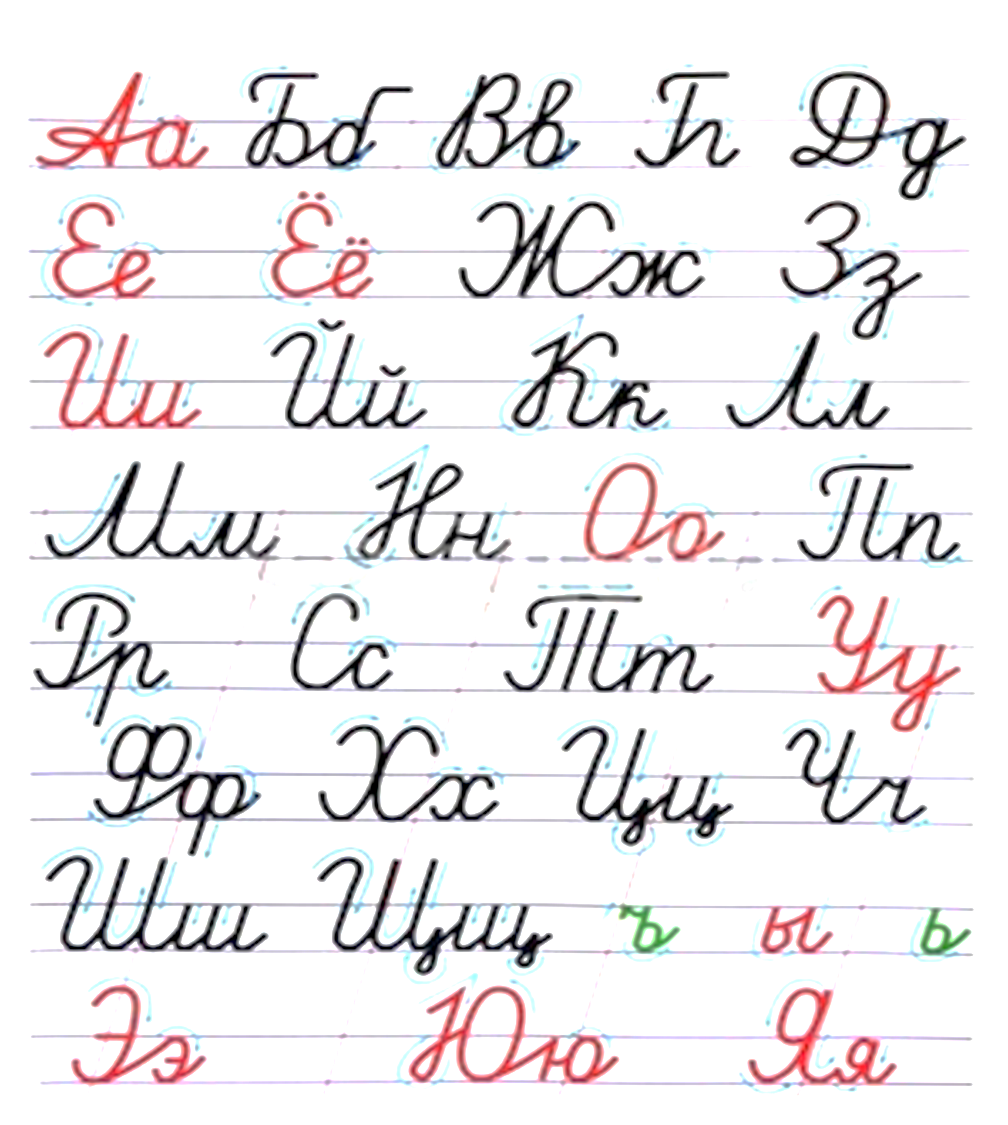 Аа Бб Вв Гг Дд
Ее Ёё Жж Зз
Ии Йй Кк Лл
Мм Нн Оо Пп
Рр Сс Тт Уу
Фф Хх Цц Чч
Шш Щщ ъ ы ь
Ээ Юю Яя